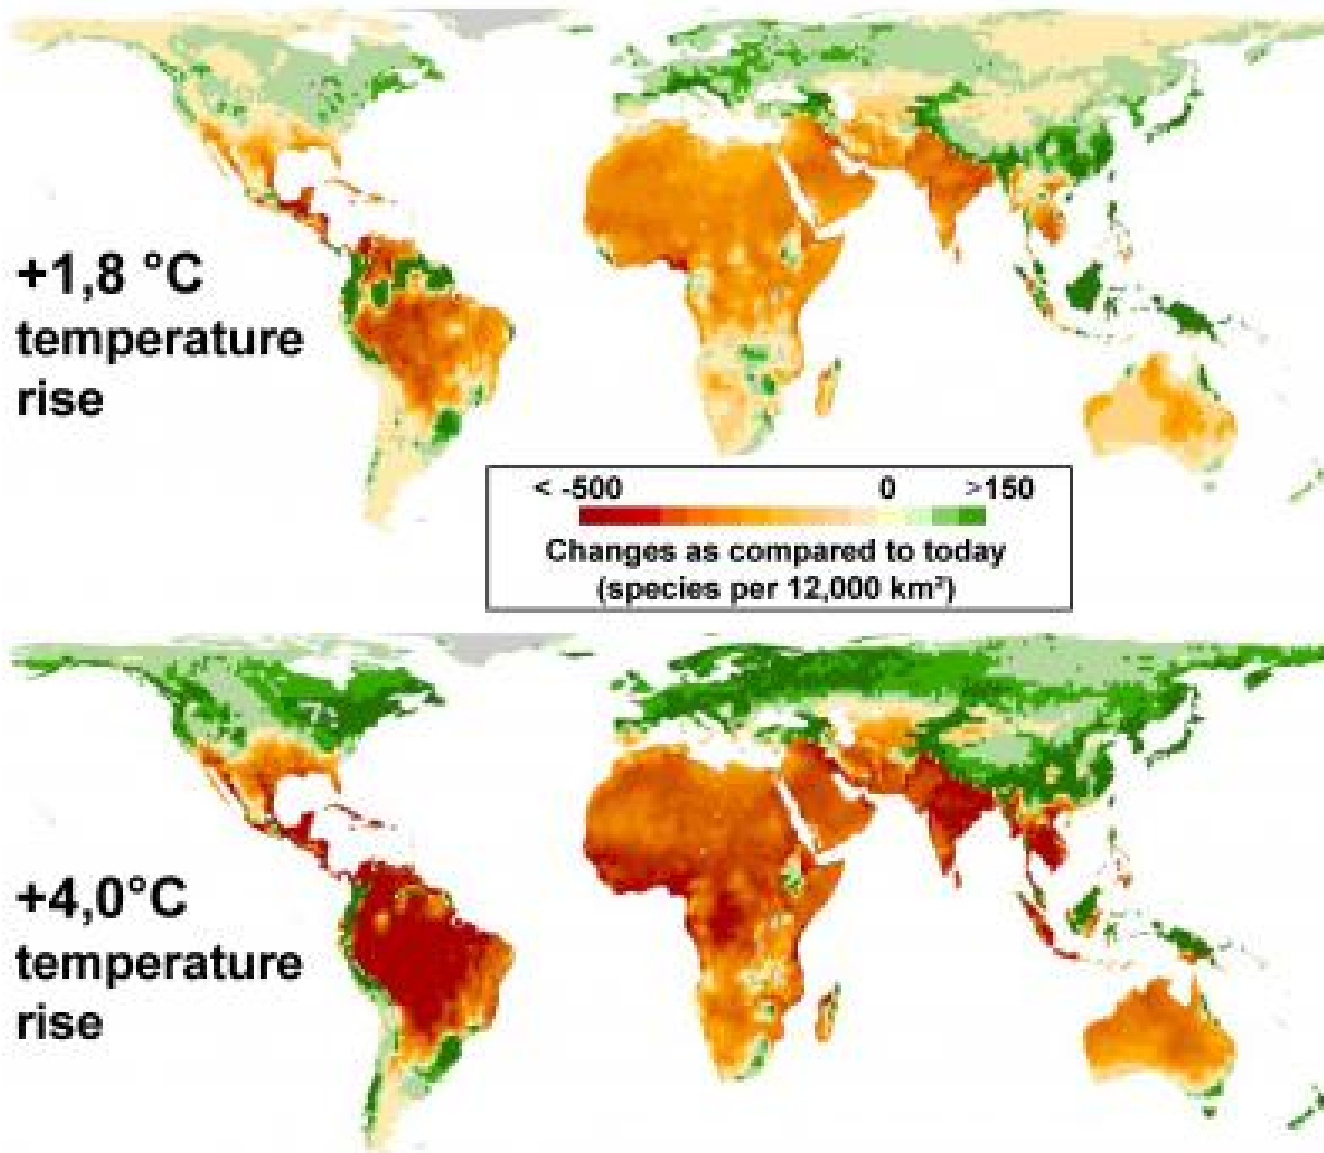 +1,8 °C
temperature
rise
< -500 0 >150
Changes as compared to today
(species per 12,000 km²)
+4,0°C
temperature
rise